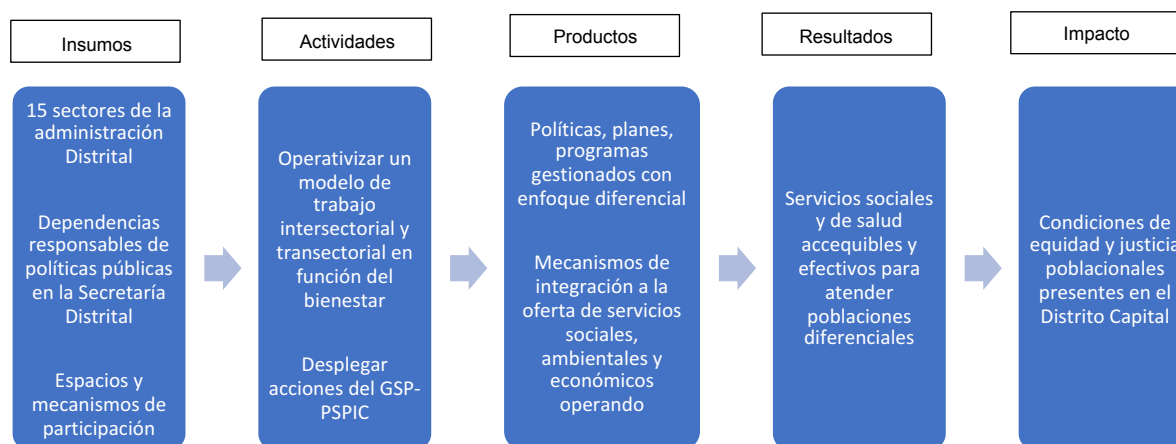 Insumos
Actividades
Productos
Resultados
Impacto
15 sectores de la
administración
Distrital
Dependencias
responsables de
políticas públicas
en la Secretaría
Distrital
Espacios y
mecanismos de
participación
Operativizar un
modelo de
trabajo
intersectorial y
transectorial en
función del
bienestar
Desplegar
acciones del GSP-
PSPIC
Políticas, planes,
programas
gestionados con
enfoque diferencial
Mecanismos de
integración a la
oferta de servicios
sociales,
ambientales y
económicos
operando
Servicios sociales
y de salud
accequibles y
efectivos para
atender
poblaciones
diferenciales
Condiciones de
equidad y justicia
poblacionales
presentes en el
Distrito Capital